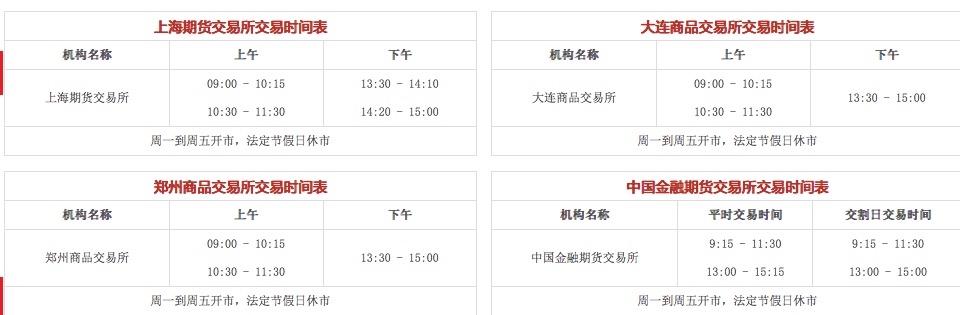 上海期货交易所交易时间表
机构名称 上午 下午
上海期货交易所
09:00 - 10:15
10:30 - 11:30
13:30 - 14:10
14:20 - 15:00
周一到周五开市，法定节假日休市
大连商品交易所交易时间表
机构名称 上午 下午
大连商品交易所
09:00 - 10:15
10:30 - 11:30
13:30 - 15:00
周一到周五开市，法定节假日休市
郑州商品交易所交易时间表
机构名称 上午 下午
郑州商品交易所
09:00 - 10:15
10:30 - 11:30
13:30 - 15:00
周一到周五开市，法定节假日休市
中国金融期货交易所交易时间表
机构名称 平时交易时间 交割日交易时间
中国金融期货交易所
9:15 - 11:30
13:00 - 15:15
9:15 - 11:30
13:00 - 15:00
周一到周五开市，法定节假日休市